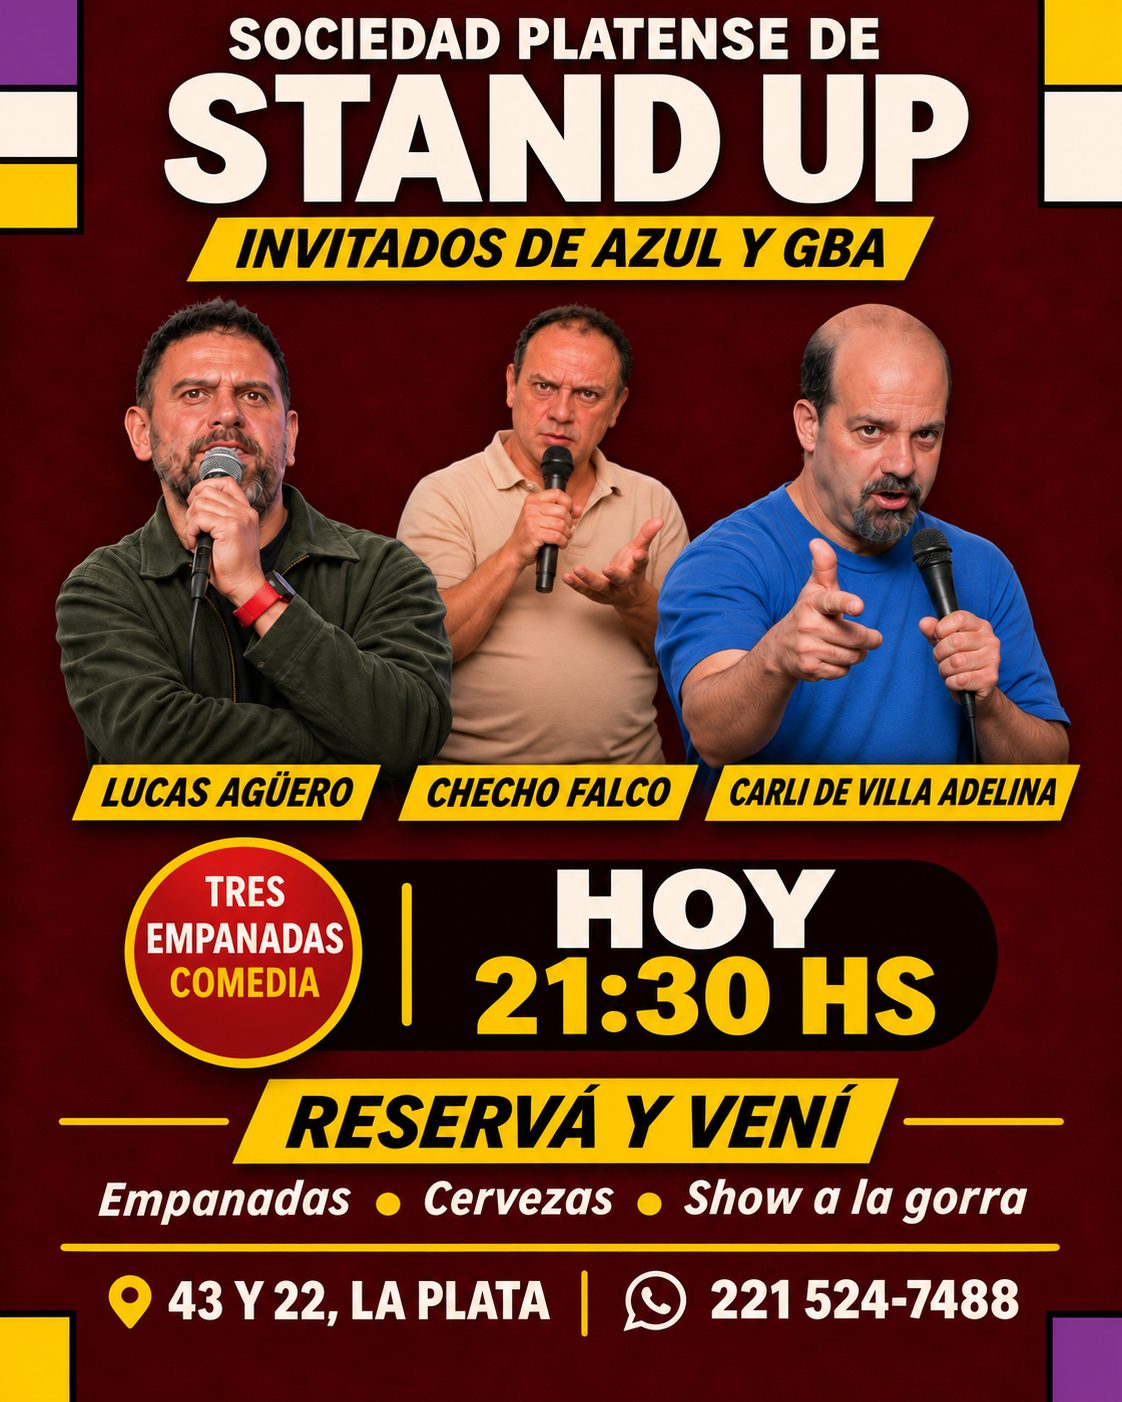 SOCIEDAD PLATENSE DE
STAND UP
INVITADOS DE AZUL Y GBA
LUCAS AGÜERO
CHECHO FALCO
CARLI DE VILLA ADELINA
TRES
EMPANADAS
COMEDIA
HOY
21:30 HS
RESERVÁ Y VENÍ
Empanadas • Cervezas • Show a la gorra
43 Y 22, LA PLATA
221 524-7488